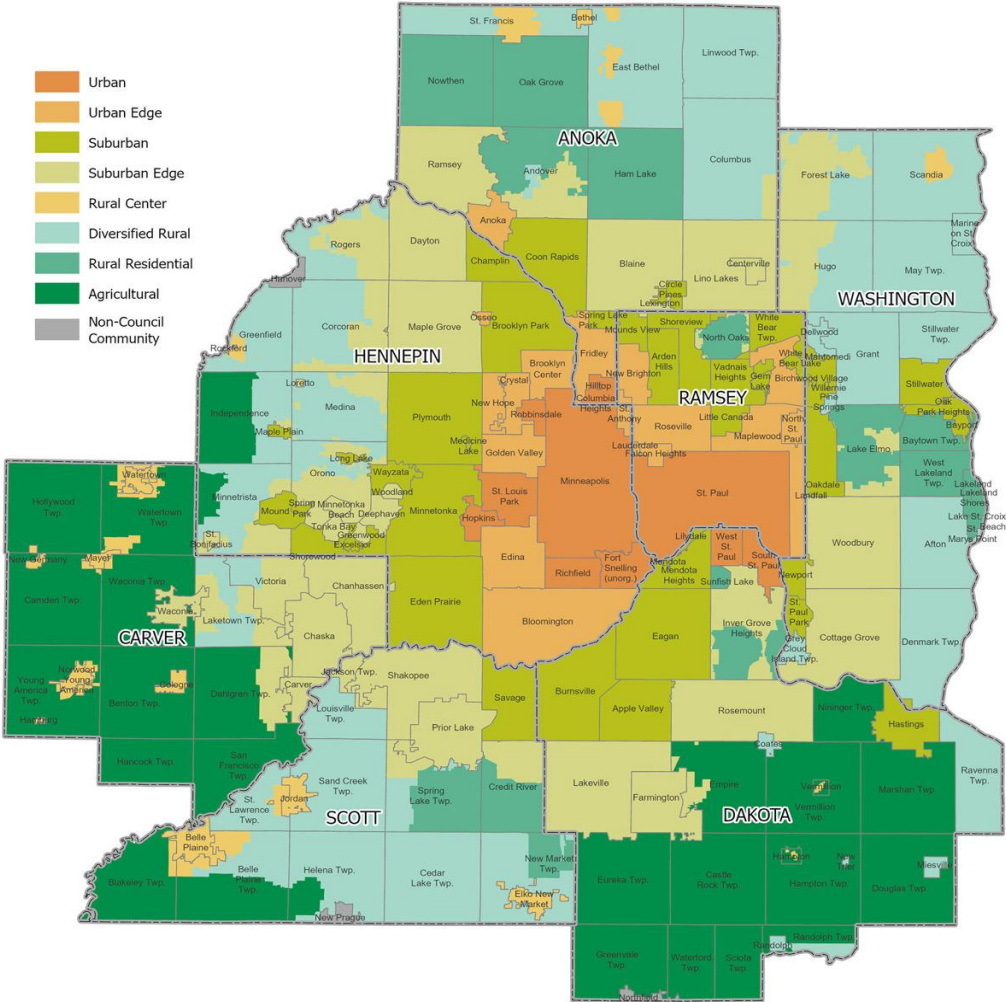 Urban
Urban Edge
Suburban
Suburban Edge
Rural Center
Diversified Rural
Rural Residential
Agricultural
Non-Council
Community
St. Francis
Bethel
East Bethel
Linwood Twp.
Nowthen
Oak Grove
ANOKA
Ramsey
Andover
Ham Lake
Columbus
Forest Lake
Scandia
Anoka
Marine
on St.
Croix
Rogers
Dayton
Champlin
Coon Rapids
Blaine
Centerville
Lino Lakes
Hugo
May Twp.
Hanover
Circle
Pines
Lexington
WASHINGTON
Greenfield
Corcoran
Maple Grove
Osseo
Brooklyn Park
Spring Lake
Park
Mounds View
Shoreview
White
Bear
Twp.
Dellwood
Stillwater
Twp.
Rockford
HENNEPIN
Fridley
Arden
Hills
North Oaks
White
Bear Lake
Mahtomedi
Grant
Brooklyn
Center
New Brighton
Vadnais
Heights
Gem
Lake
Birchwood Village
Willernie
Pine
Springs
Stillwater
Loretto
Crystal
Hilltop
Columbia
Heights
RAMSEY
Oak
Park Heights
Independence
Medina
Plymouth
New Hope
Robbinsdale
St.
Anthony
Little Canada
North
St.
Paul
Bayport
Maple Plain
Roseville
Maplewood
Medicine
Lake
Golden Valley
Lauderdale
Falcon Heights
Lake Elmo
Baytown Twp.
Long Lake
Wayzata
Orono
Woodland
West
Lakeland
Twp.
Watertown
Hollywood
Twp.
Watertown
Twp.
Minnetrista
Mound
Spring
Park
Minnetonka
Beach
Deephaven
Minnetonka
St. Louis
Park
Minneapolis
St. Paul
Oakdale
Landfall
Lakeland
Lakeland
Shores
Tonka Bay
Greenwood
Excelsior
Shorewood
Hopkins
Lake St. Croix
Beach
St.
Marys Point
St.
Bonifacius
Edina
Lilydale
West
St. Paul
Woodbury
Afton
New Germany
Mayer
Richfield
Fort
Snelling
(unorg.)
Mendota
Mendota
Heights
South
St. Paul
Sunfish Lake
Newport
Waconia Twp.
Victoria
Chanhassen
Camden Twp.
Waconia
Laketown Twp.
Eden Prairie
Bloomington
St.
Paul
Park
Chaska
Eagan
Inver Grove
Heights
Grey
Cloud
Island Twp.
Cottage Grove
Denmark Twp.
CARVER
Norwood
Young
America
Young
America
Twp.
Cologne
Benton Twp.
Dahlgren Twp.
Carver
Jackson Twp.
Shakopee
Louisville
Twp.
Savage
Burnsville
Apple Valley
Rosemount
Nininger Twp.
Hastings
Hamburg
Prior Lake
Hancock Twp.
San
Francisco
Twp.
Coates
Ravenna
Twp.
Sand Creek
Twp.
Spring
Lake Twp.
Credit River
Lakeville
Farmington
Empire
Vermillion
Vermillion
Twp.
Marshan Twp.
St.
Lawrence
Twp.
Jordan
SCOTT
DAKOTA
Belle
Plaine
Belle
Plaine
Twp.
Blakeley Twp.
Helena Twp.
Cedar
Lake Twp.
New Market
Twp.
Elko New
Market
New Prague
Eureka Twp.
Castle
Rock Twp.
Hampton
Hampton Twp.
New
Trier
Douglas Twp.
Miesville
Randolph
Randolph Twp.
Greenvale
Twp.
Waterford
Twp.
Sciota
Twp.
Northfield